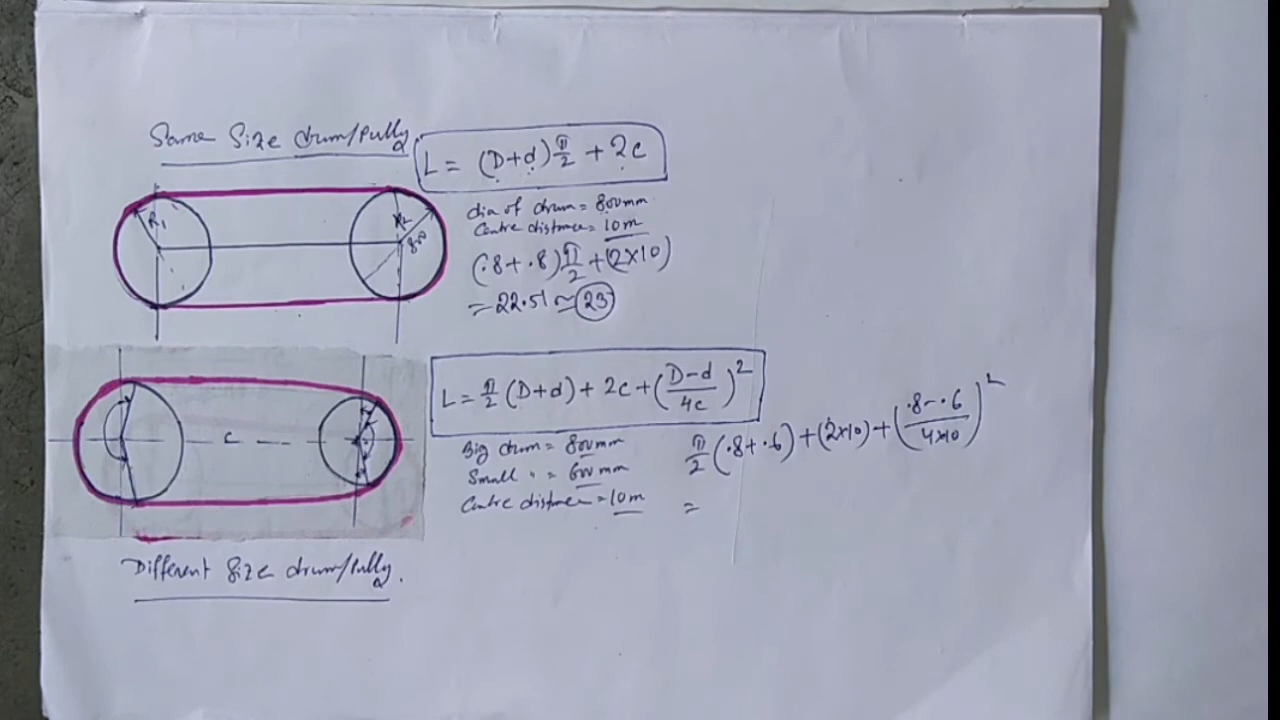 Same Size drum/Pully
L = (D+d) π/2 + 2c
R1
R2
800
dia of drum = 800mm
Centre distance = 10m
(.8+.8) π/2 + (2×10)
= 22.51 ≈ 23
L = π/2 (D+d) + 2c + (D-d/4c)²
c
Big drum = 800mm
Small " = 600mm
Centre distance = 10m
π/2 (.8+.6) + (2×10) + (.8-.6/4×10)²
=
Different Size drum/Pully.